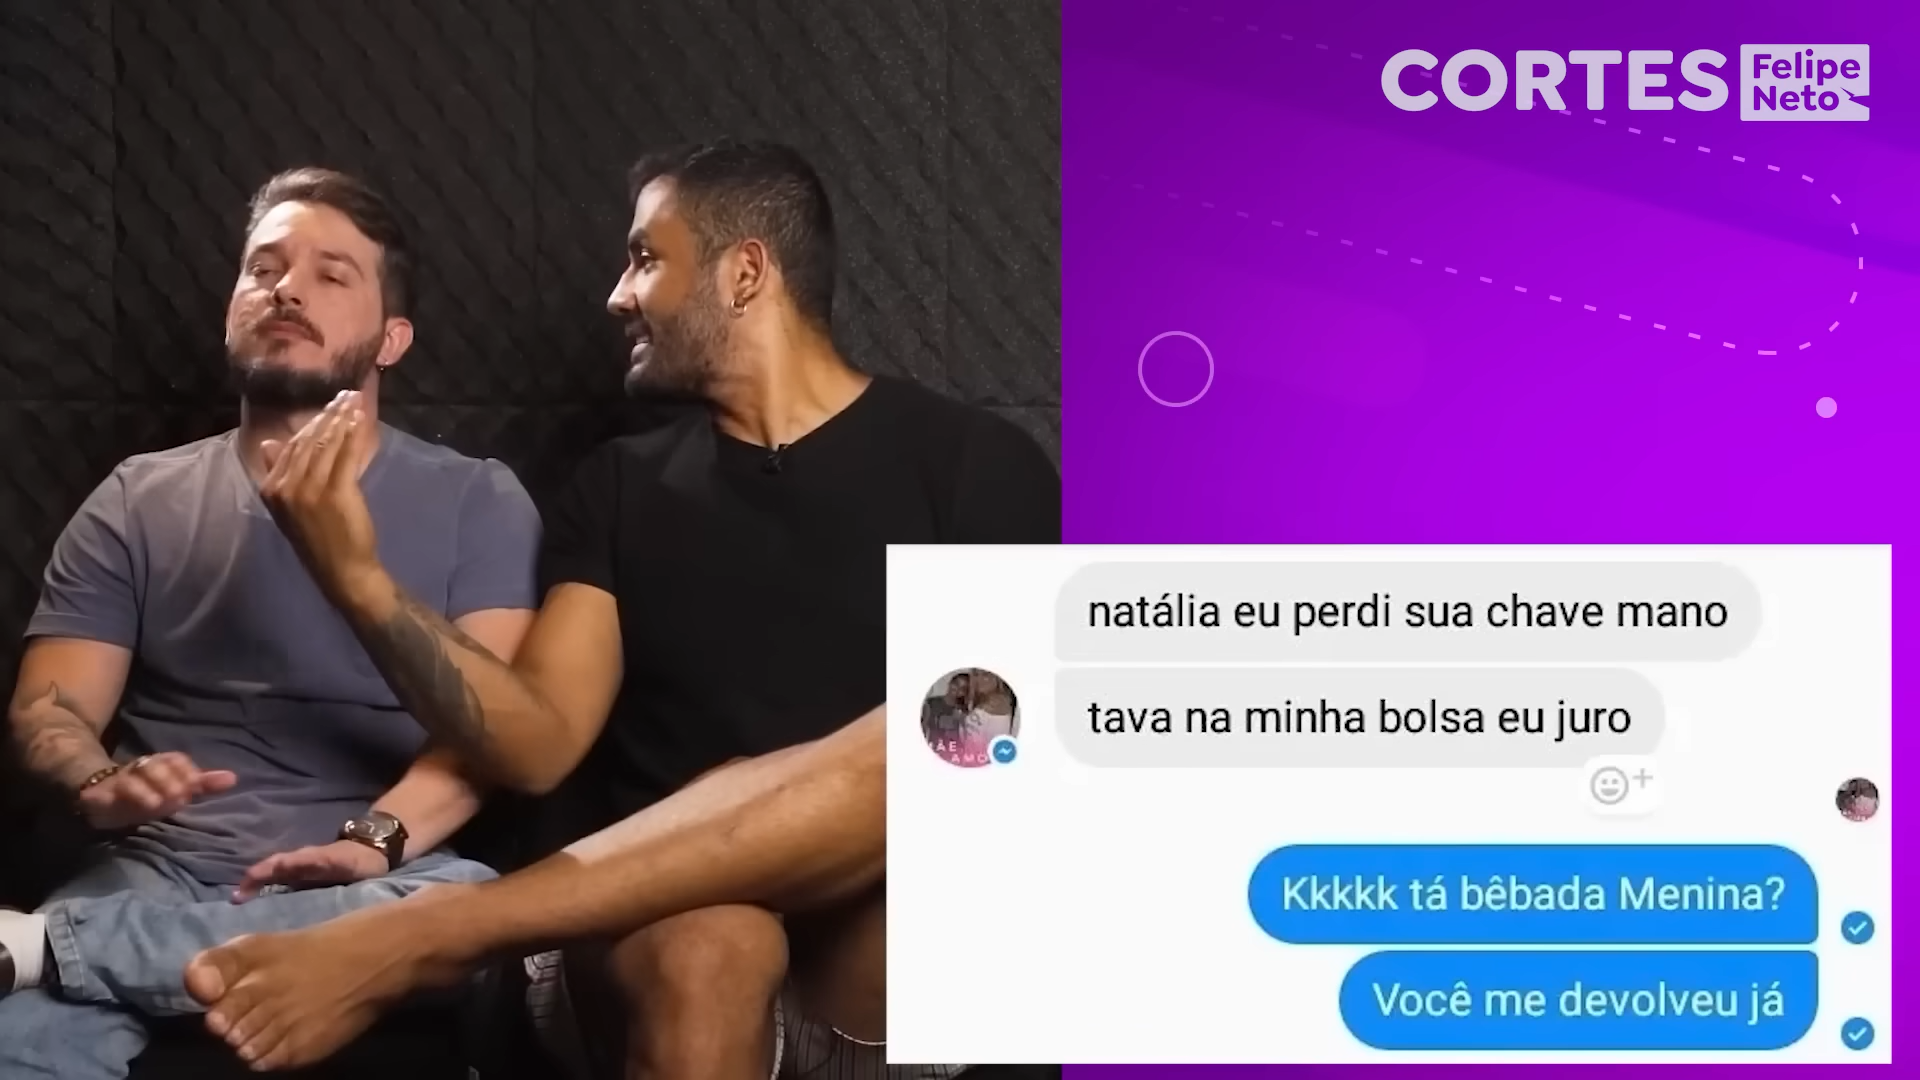 CORTES Felipe
Neto
natália eu perdi sua chave mano
tava na minha bolsa eu juro
Kkkkk tá bêbada Menina?
Você me devolveu já